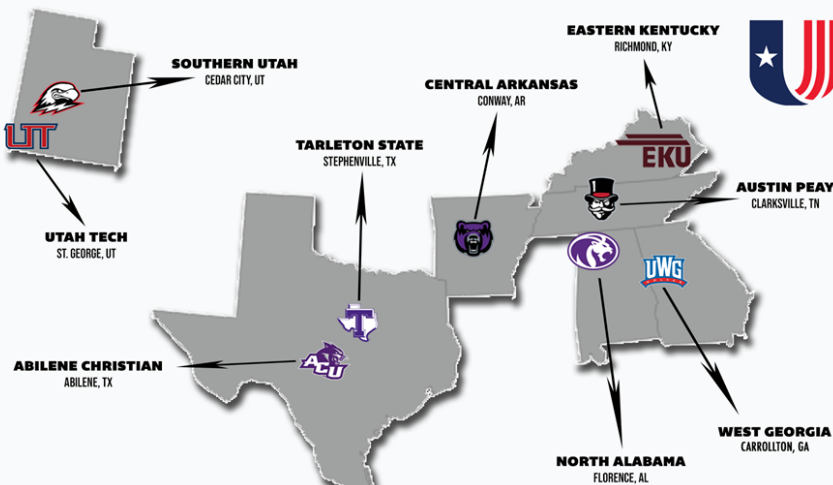 EASTERN KENTUCKY
RICHMOND, KY
SOUTHERN UTAH
CEDAR CITY, UT
CENTRAL ARKANSAS
CONWAY, AR
TARLETON STATE
STEPHENVILLE, TX
UT
EKU
AUSTIN PEAY
CLARKSVILLE, TN
UTAH TECH
ST. GEORGE, UT
UWG
T
ACU
ABILENE CHRISTIAN
ABILENE, TX
WEST GEORGIA
CARROLLTON, GA
NORTH ALABAMA
FLORENCE, AL